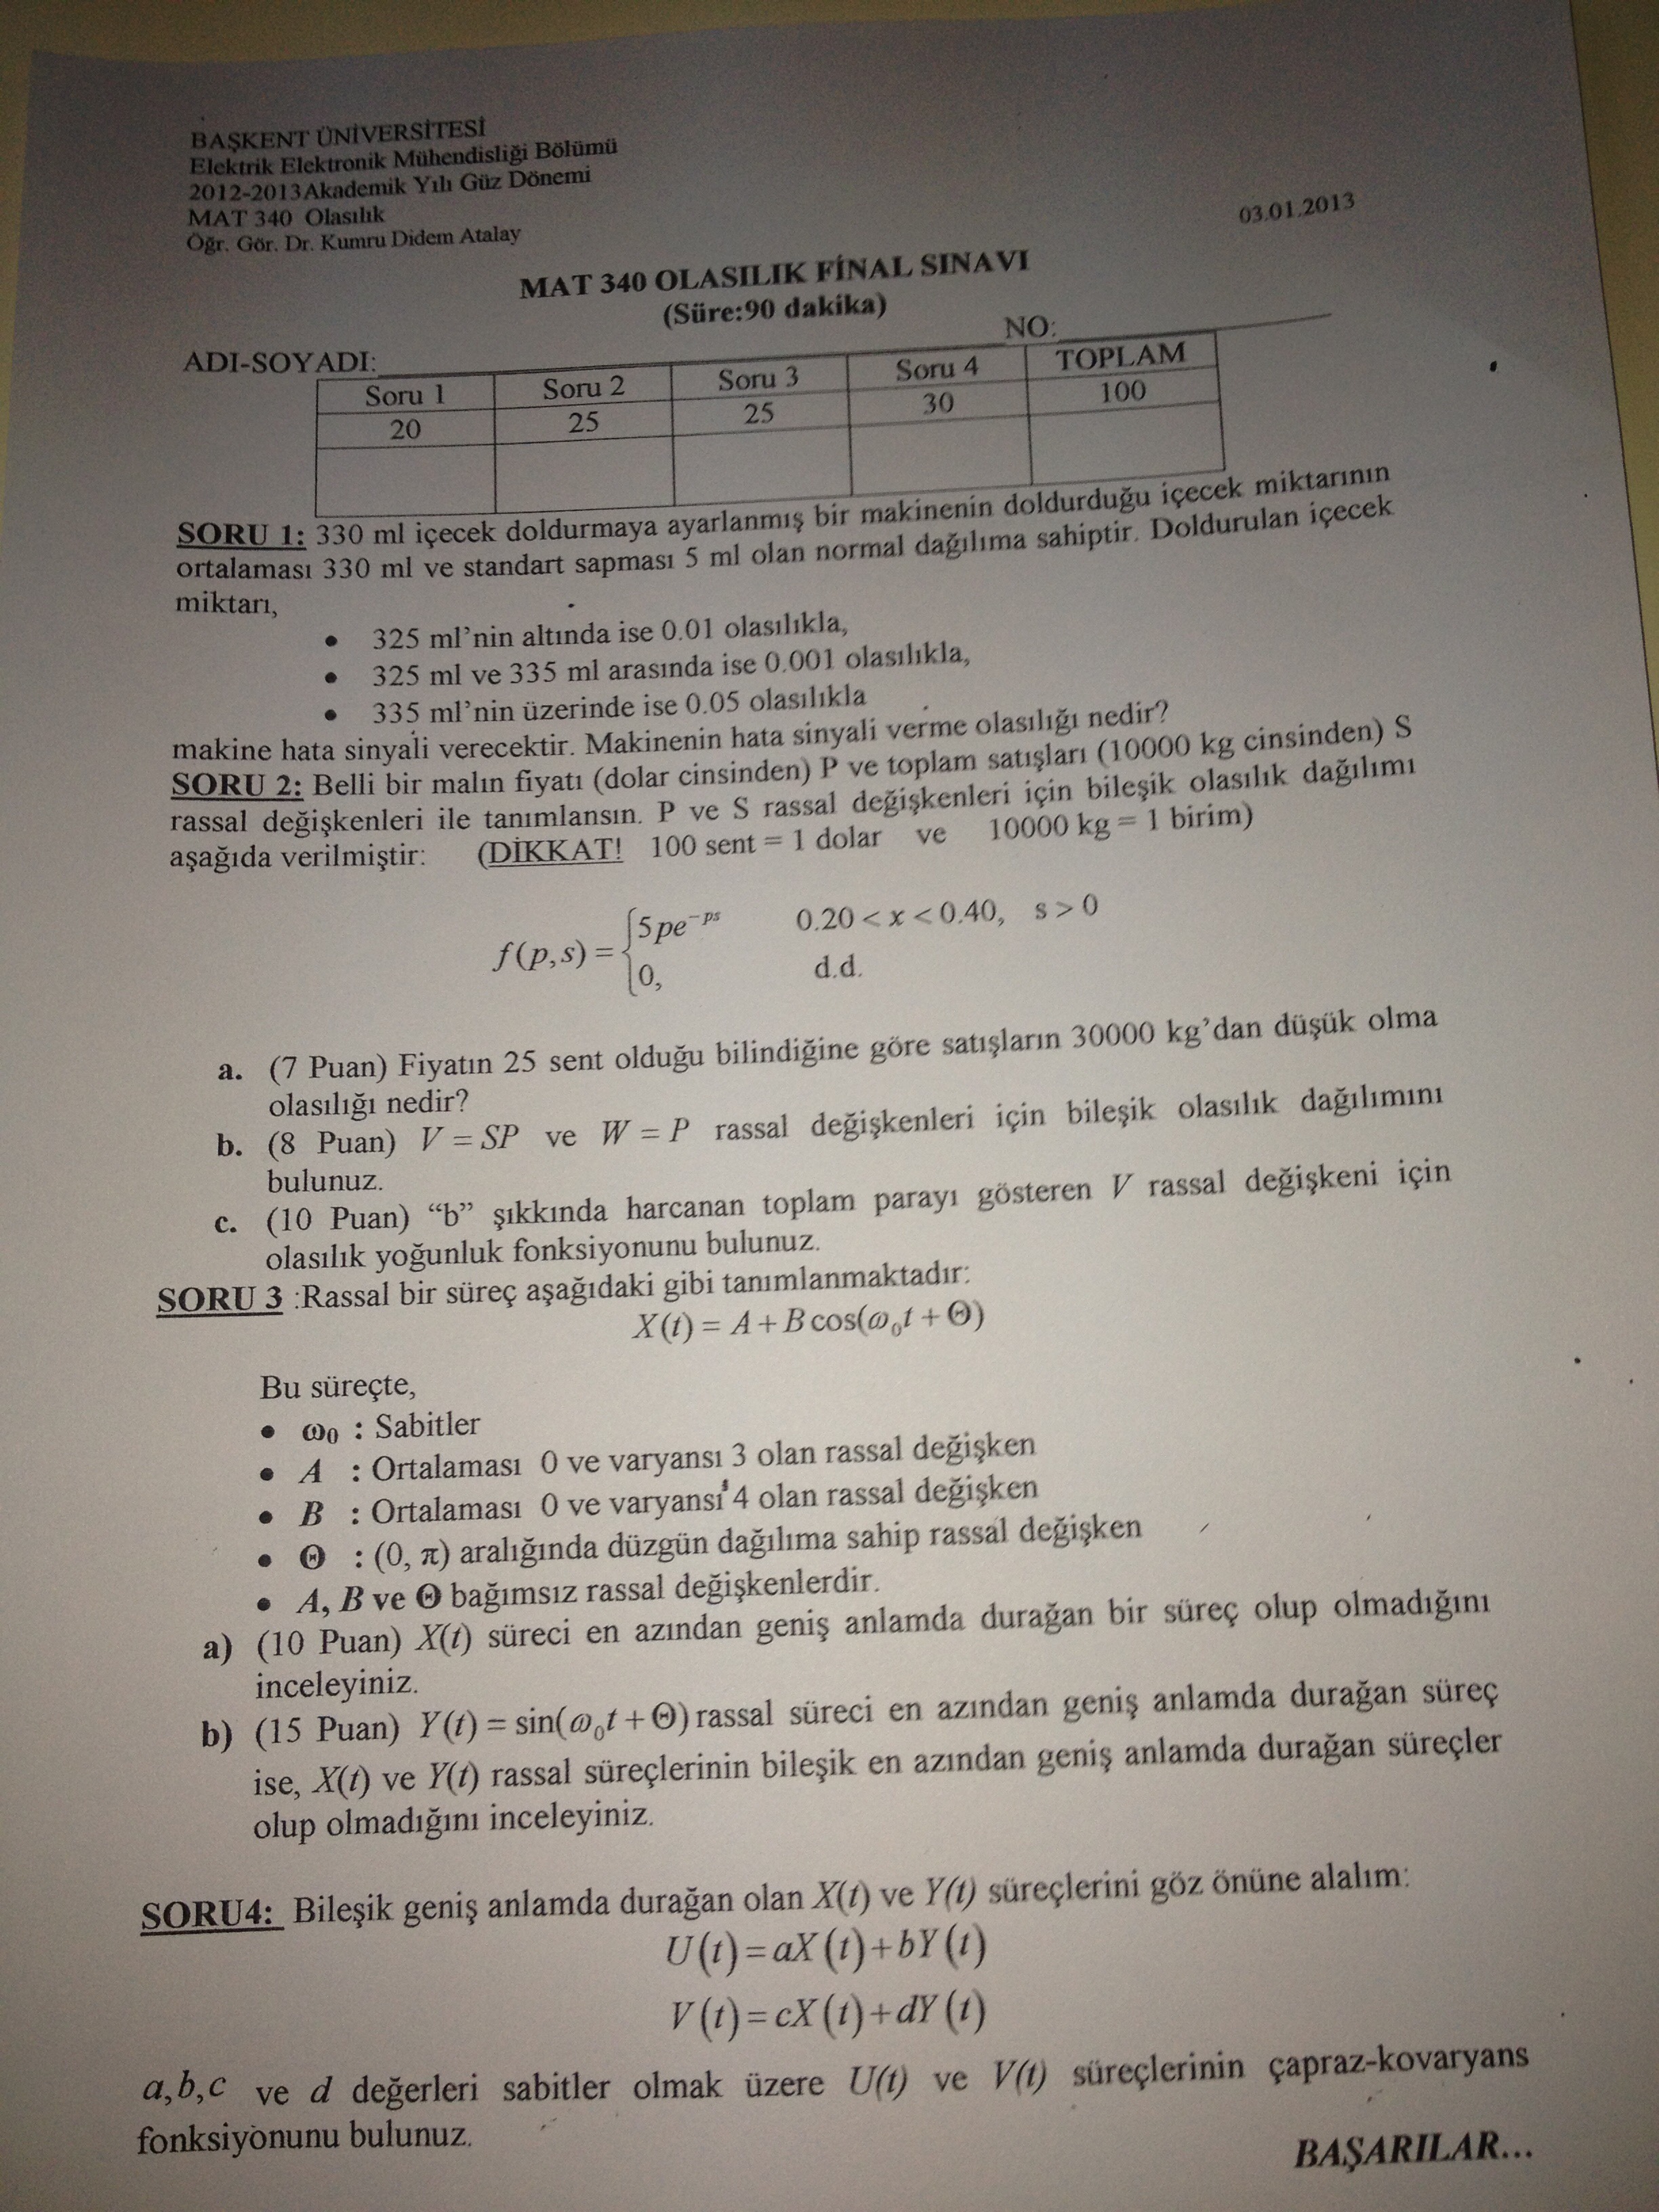 BAŞKENT ÜNİVERSİTESİ
Elektrik Elektronik Mühendisliği Bölümü
2012-2013Akademik Yılı Güz Dönemi
MAT 340 Olasılık
Öğr. Gör. Dr. Kumru Didem Atalay
03.01.2013
MAT 340 OLASILIK FİNAL SINAVI
(Süre:90 dakika)
ADI-SOYADI:
NO:
Soru 1 Soru 2 Soru 3 Soru 4 TOPLAM
20 25 25 30 100
SORU 1: 330 ml içecek doldurmaya ayarlanmış bir makinenin doldurduğu içecek miktarının
ortalaması 330 ml ve standart sapması 5 ml olan normal dağılıma sahiptir. Doldurulan içecek
miktarı,
• 325 ml’nin altında ise 0.01 olasılıkla,
• 325 ml ve 335 ml arasında ise 0.001 olasılıkla,
• 335 ml’nin üzerinde ise 0.05 olasılıkla
makine hata sinyali verecektir. Makinenin hata sinyali verme olasılığı nedir?
SORU 2: Belli bir malın fiyatı (dolar cinsinden) P ve toplam satışları (10000 kg cinsinden) S
rassal değişkenleri ile tanımlansın. P ve S rassal değişkenleri için bileşik olasılık dağılımı
aşağıda verilmiştir: (DİKKAT! 100 sent = 1 dolar ve 10000 kg = 1 birim)
f(p,s) = {5pe^{-ps} 0.20 < x < 0.40, s > 0
{0, d.d.
a. (7 Puan) Fiyatın 25 sent olduğu bilindiğine göre satışların 30000 kg’dan düşük olma
olasılığı nedir?
b. (8 Puan) V = SP ve W = P rassal değişkenleri için bileşik olasılık dağılımını
bulunuz.
c. (10 Puan) “b” şıkkında harcanan toplam parayı gösteren V rassal değişkeni için
olasılık yoğunluk fonksiyonunu bulunuz.
SORU 3 :Rassal bir süreç aşağıdaki gibi tanımlanmaktadır:
X(t) = A + B cos(ω₀t + Θ)
Bu süreçte,
• ω₀ : Sabitler
• A : Ortalaması 0 ve varyansı 3 olan rassal değişken
• B : Ortalaması 0 ve varyansı 4 olan rassal değişken
• Θ : (0, π) aralığında düzgün dağılıma sahip rassal değişken
• A, B ve Θ bağımsız rassal değişkenlerdir.
a) (10 Puan) X(t) süreci en azından geniş anlamda durağan bir süreç olup olmadığını
inceleyiniz.
b) (15 Puan) Y(t) = sin(ω₀t + Θ) rassal süreci en azından geniş anlamda durağan süreç
ise, X(t) ve Y(t) rassal süreçlerinin bileşik en azından geniş anlamda durağan süreçler
olup olmadığını inceleyiniz.
SORU4: Bileşik geniş anlamda durağan olan X(t) ve Y(t) süreçlerini göz önüne alalım:
U(t)=aX(t)+bY(t)
V(t)=cX(t)+dY(t)
a,b,c ve d değerleri sabitler olmak üzere U(t) ve V(t) süreçlerinin çapraz-kovaryans
fonksiyonunu bulunuz.
BAŞARILAR...